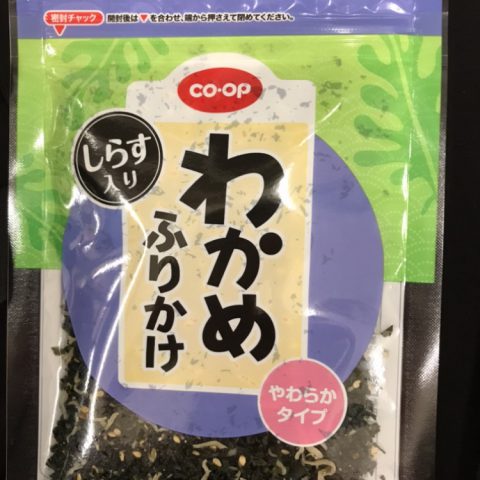 密封チャック 開封後は▼を合わせ、端から押さえて閉めてください。
CO・OP
しらす
入り
わかめ
ふりかけ
やわらか
タイプ